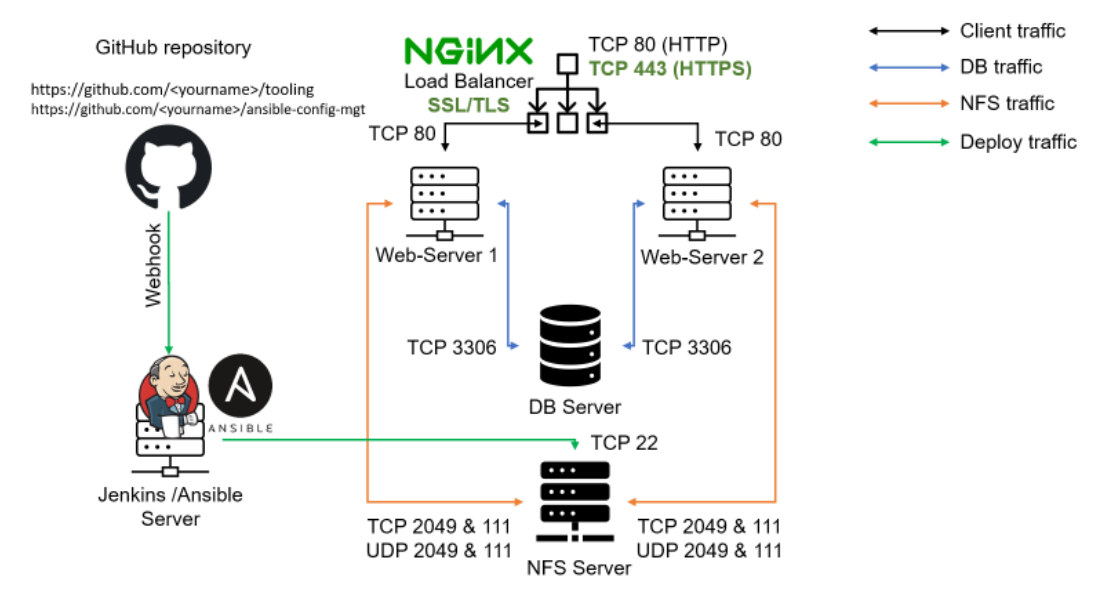 GitHub repository
https://github.com/<yourname>/tooling
https://github.com/<yourname>/ansible-config-mgt
Webhook
ANSIBLE
Jenkins /Ansible
Server
NGINX
Load Balancer
SSL/TLS
TCP 80 (HTTP)
TCP 443 (HTTPS)
TCP 80
TCP 80
Web-Server 1
Web-Server 2
TCP 3306
TCP 3306
DB Server
TCP 22
TCP 2049 & 111
UDP 2049 & 111
TCP 2049 & 111
UDP 2049 & 111
NFS Server
Client traffic
DB traffic
NFS traffic
Deploy traffic